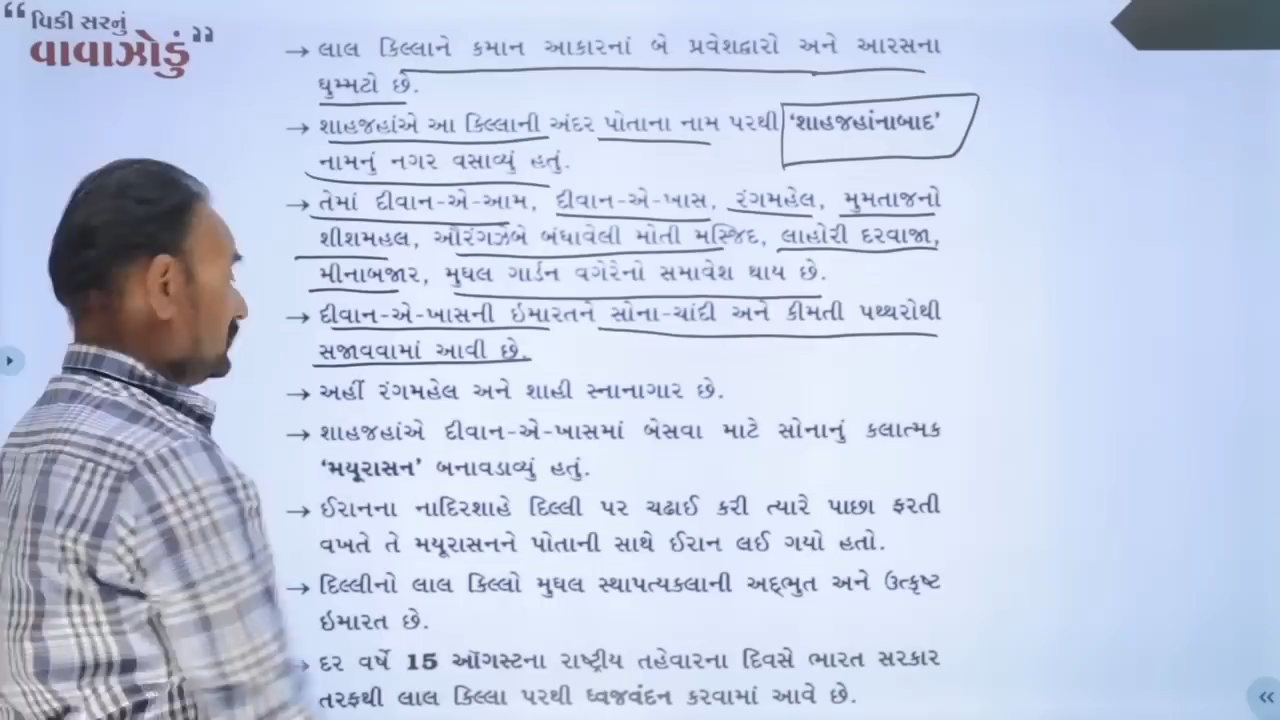 “ વિકી સરનું
વાવાઝોડું ”
→ લાલ કિલ્લાને કમાન આકારનાં બે પ્રવેશદ્વારો અને આરસના
ઘુમ્મટો છે.
→ શાહજહાંએ આ કિલ્લાની અંદર પોતાના નામ પરથી ‘શાહજહાંનાબાદ’
નામનું નગર વસાવ્યું હતું.
→ તેમાં દીવાન-એ-આમ, દીવાન-એ-ખાસ, રંગમહેલ, મુમતાજનો
શીશમહલ, ઔરંગઝેબે બંધાવેલી મોતી મસ્જિદ, લાહોરી દરવાજા,
મીનાબજાર, મુઘલ ગાર્ડન વગેરેનો સમાવેશ થાય છે.
→ દીવાન-એ-ખાસની ઇમારતને સોના-ચાંદી અને કીમતી પથ્થરોથી
સજાવવામાં આવી છે.
→ અહીં રંગમહેલ અને શાહી સ્નાનાગાર છે.
→ શાહજહાંએ દીવાન-એ-ખાસમાં બેસવા માટે સોનાનું કલાત્મક
‘મયૂરાસન’ બનાવડાવ્યું હતું.
→ ઈરાનના નાદિરશાહે દિલ્લી પર ચઢાઈ કરી ત્યારે પાછા ફરતી
વખતે તે મયૂરાસનને પોતાની સાથે ઈરાન લઈ ગયો હતો.
→ દિલ્લીનો લાલ કિલ્લો મુઘલ સ્થાપત્યકલાની અદ્ભુત અને ઉત્કૃષ્ટ
ઇમારત છે.
→ દર વર્ષે 15 ઑગસ્ટના રાષ્ટ્રીય તહેવારના દિવસે ભારત સરકાર
તરફથી લાલ કિલ્લા પરથી ધ્વજવંદન કરવામાં આવે છે.